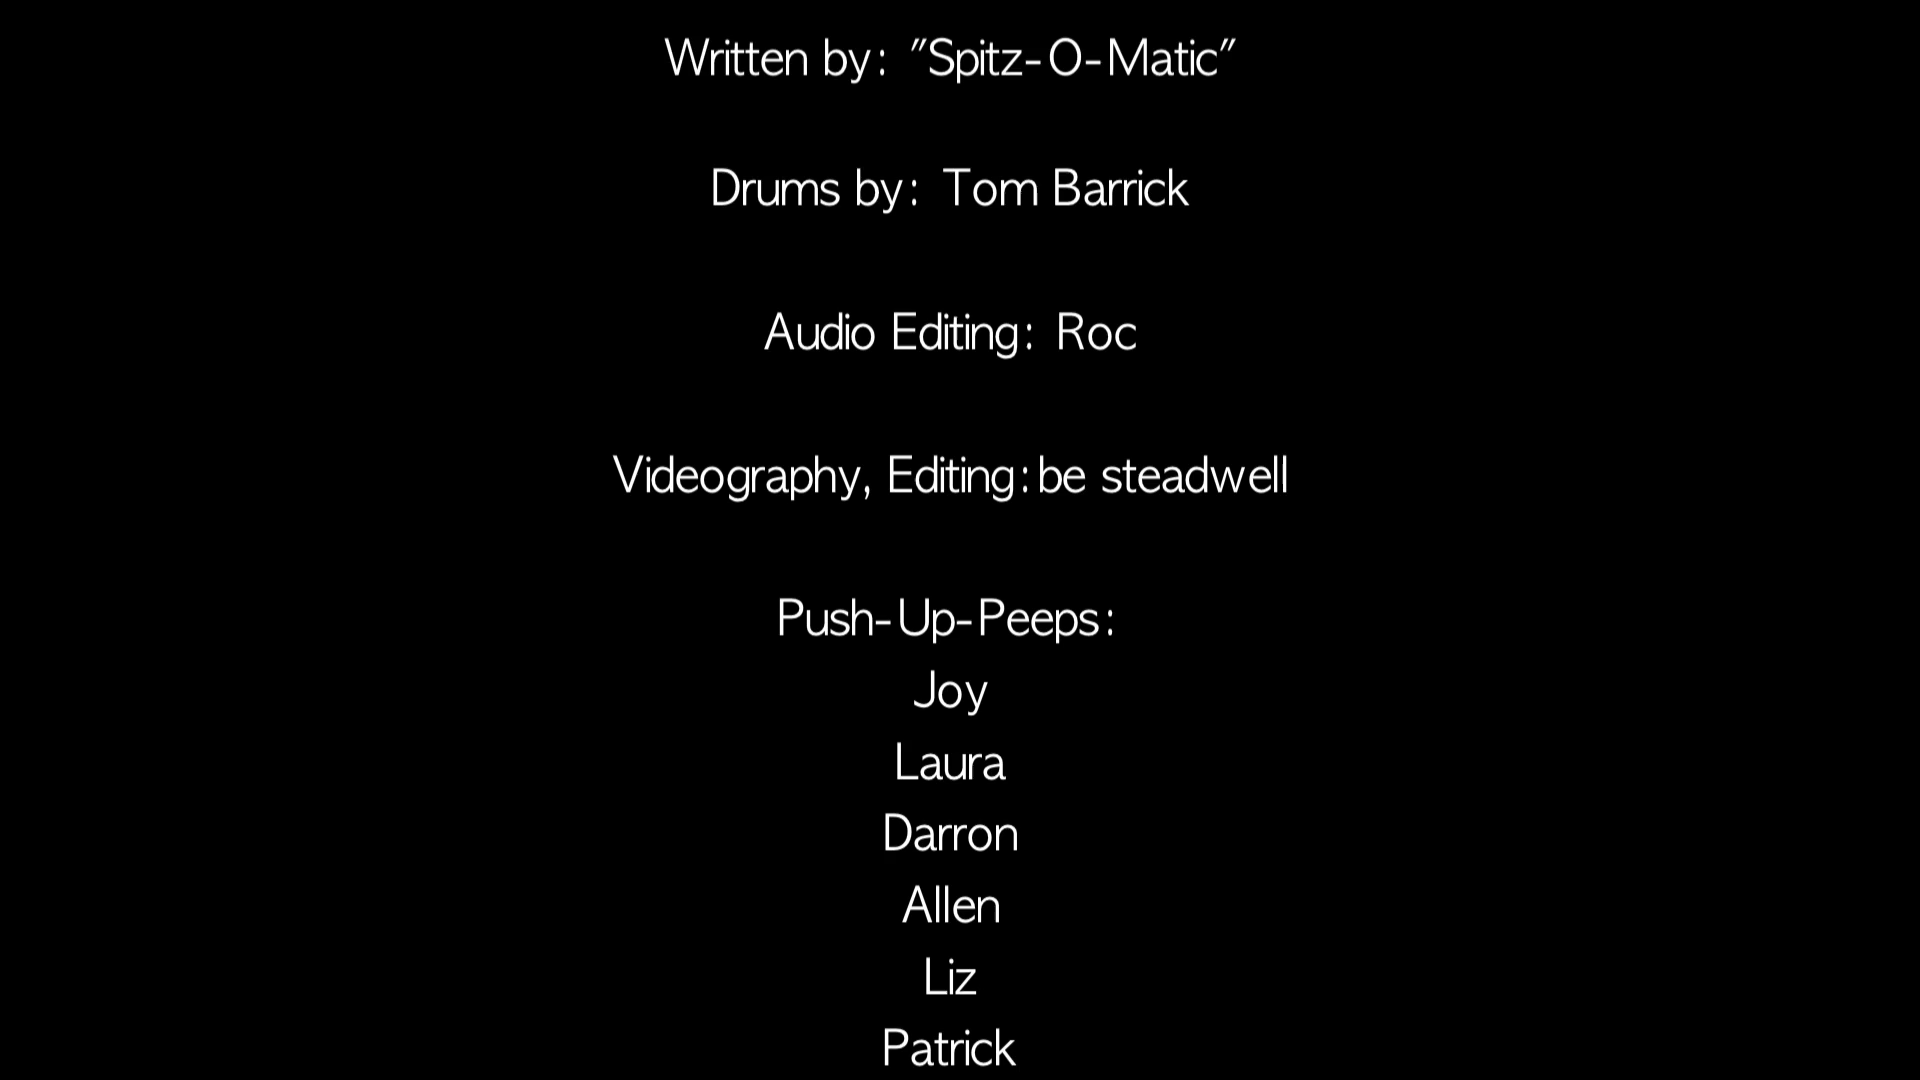 Written by: "Spitz-O-Matic"
Drums by: Tom Barrick
Audio Editing: Roc
Videography, Editing:be steadwell
Push-Up-Peeps:
Joy
Laura
Darron
Allen
Liz
Patrick